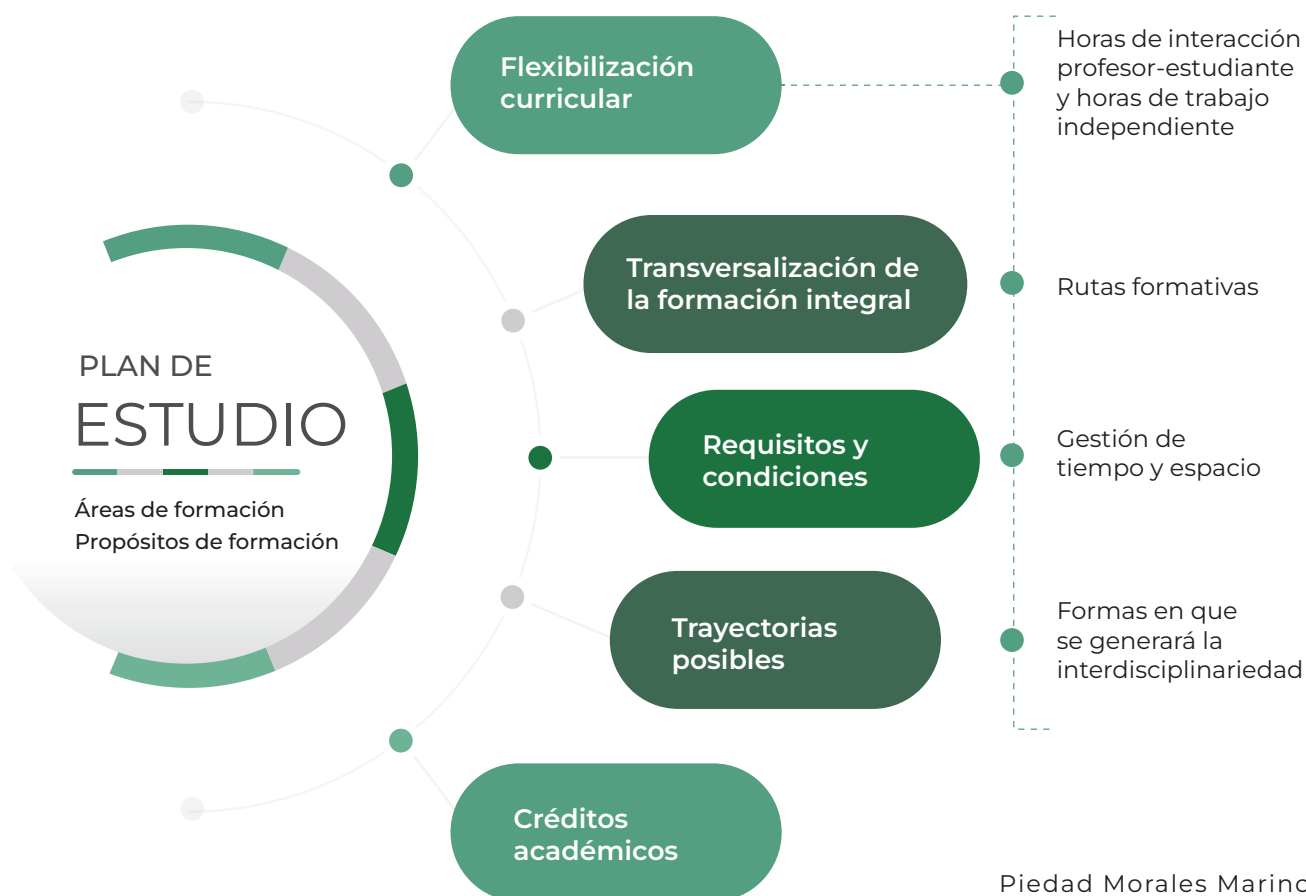 PLAN DE
ESTUDIO
Áreas de formación
Propósitos de formación
Flexibilización
curricular
Transversalización de
la formación integral
Requisitos y
condiciones
Trayectorias
posibles
Créditos
académicos
Horas de interacción
profesor-estudiante
y horas de trabajo
independiente
Rutas formativas
Gestión de
tiempo y espacio
Formas en que
se generará la
interdisciplinariedad
Piedad Morales Marino